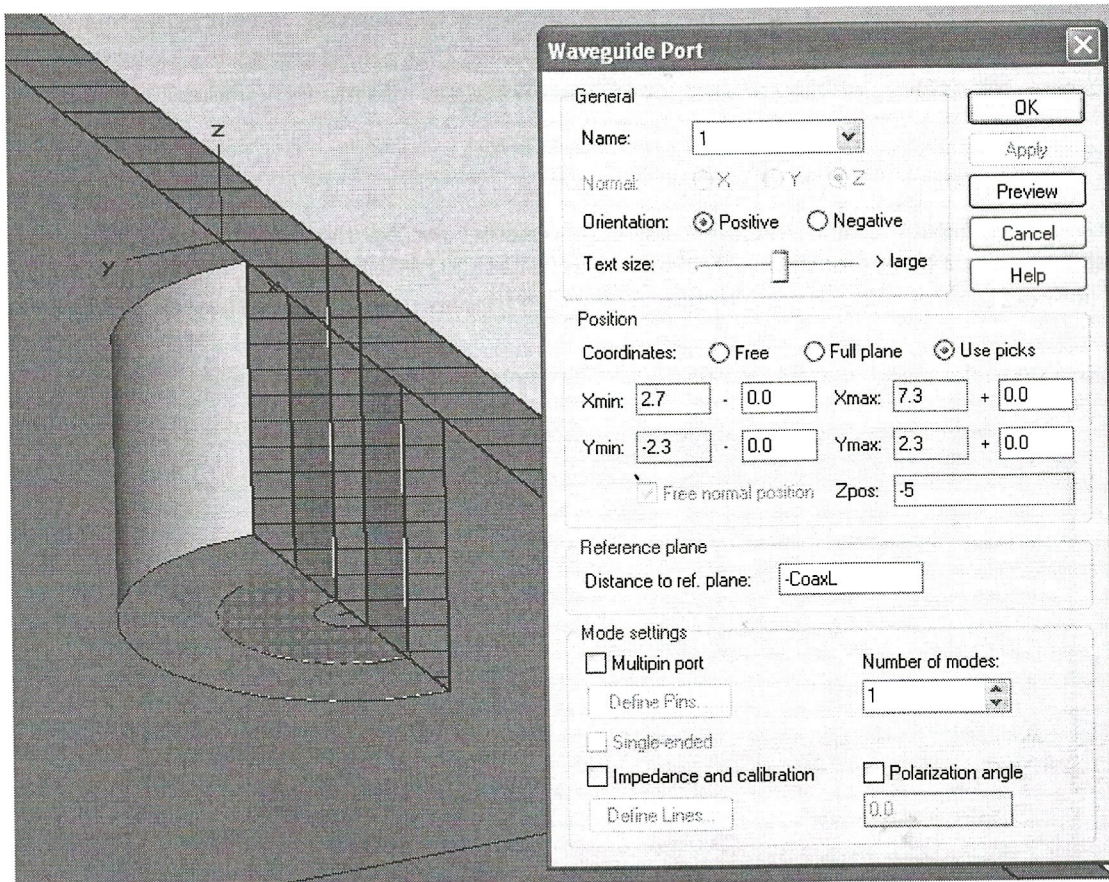 Z
Y
X
Waveguide Port
General
Name: 1
Normal: X Y Z
Orientation: Positive Negative
Text size: > large
OK
Apply
Preview
Cancel
Help
Position
Coordinates: Free Full plane Use picks
Xmin: 2.7 - 0.0 Xmax: 7.3 + 0.0
Ymin: -2.3 - 0.0 Ymax: 2.3 + 0.0
Free normal position Zpos: -5
Reference plane
Distance to ref. plane: -CoaxL
Mode settings
Multipin port Number of modes:
Define Pins... 1
Single-ended
Impedance and calibration Polarization angle
Define Lines... 0.0